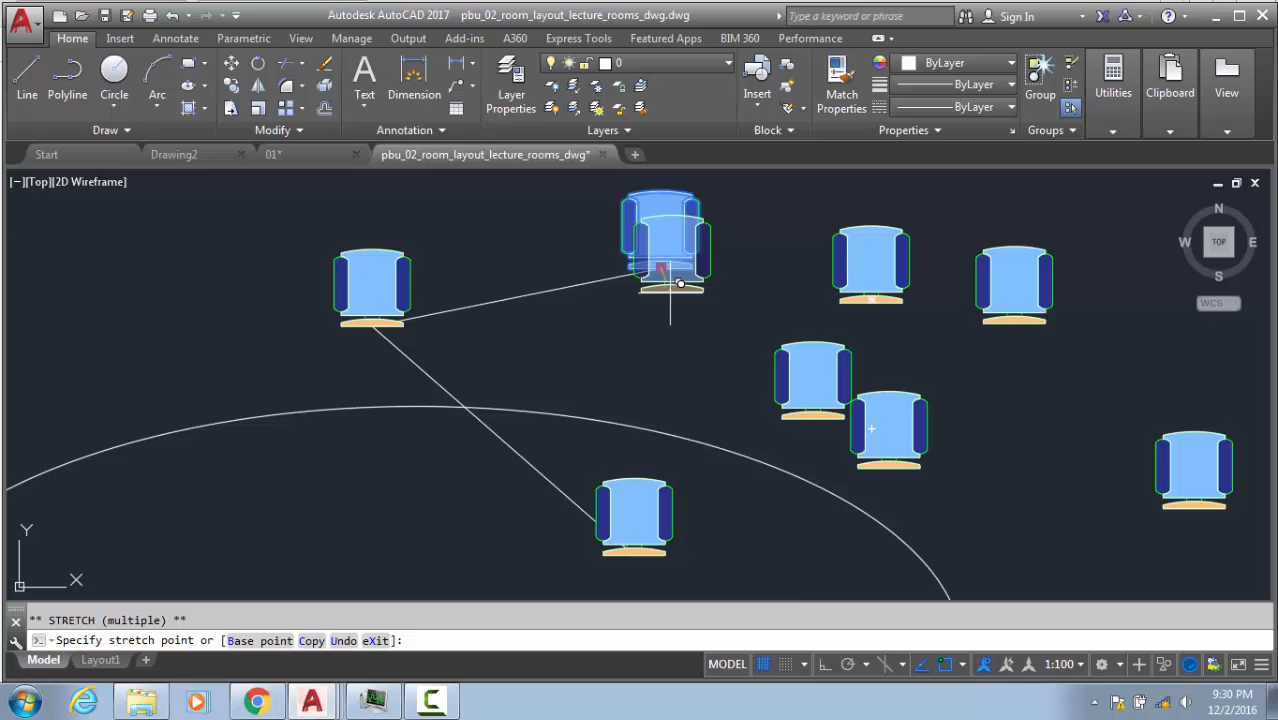 Autodesk AutoCAD 2017 pbu_02_room_layout_lecture_rooms_dwg.dwg
Type a keyword or phrase
Sign In
Home Insert Annotate Parametric View Manage Output Add-ins A360 Express Tools Featured Apps BIM 360 Performance
Line Polyline Circle Arc
Text Dimension
Layer Properties
0
Insert
Match Properties
ByLayer
ByLayer
ByLayer
Group
Utilities
Clipboard
View
Draw Modify Annotation Layers Block Properties Groups
Start Drawing2 01* pbu_02_room_layout_lecture_rooms_dwg*
[−][Top][2D Wireframe]
N
W TOP E
S
WCS
Y
X
** STRETCH (multiple) **
Specify stretch point or [Base point Copy Undo eXit]:
Model Layout1
MODEL 1:100
9:30 PM
12/2/2016